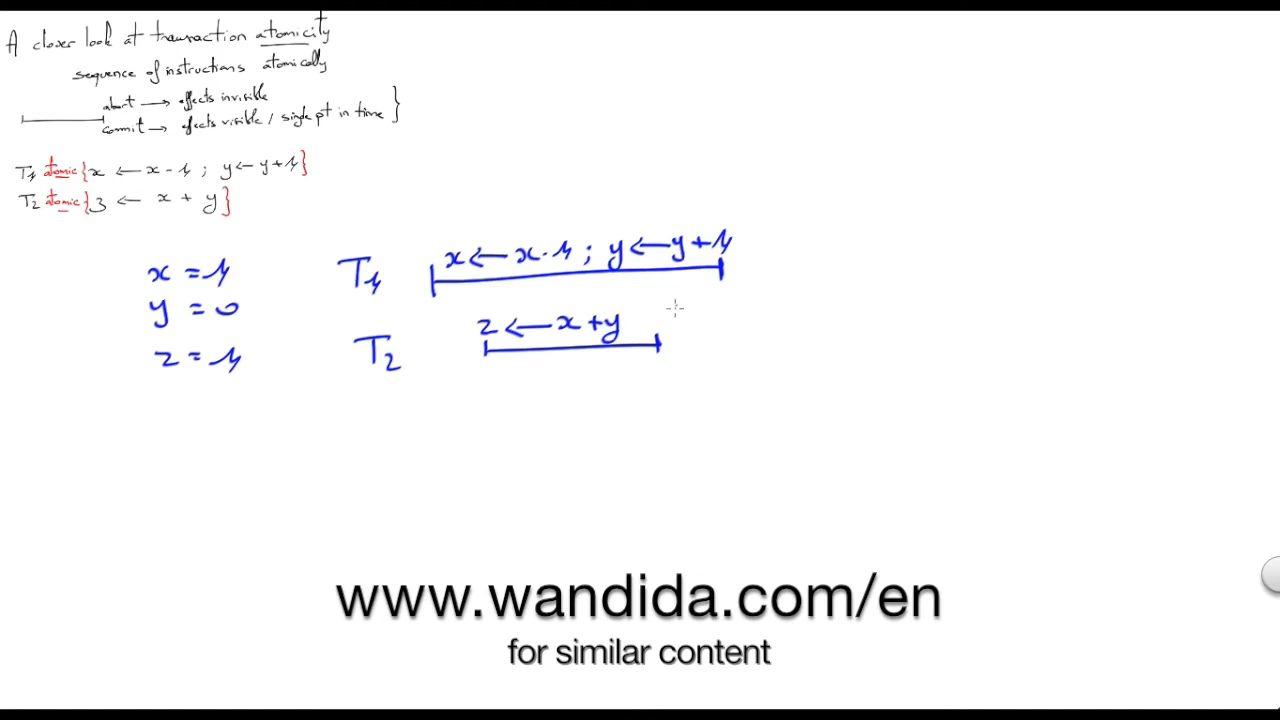 A closer look at transaction atomicity
sequence of instructions atomically
abort → effects invisible
commit → effects visible / single pt in time }
T1 atomic{x ← x - 1 ; y ← y + 1}
T2 atomic{z ← x + y}
x = 1
y = 0
z = 1
T1 x ← x - 1 ; y ← y + 1
T2 z ← x + y
www.wandida.com/en
for similar content